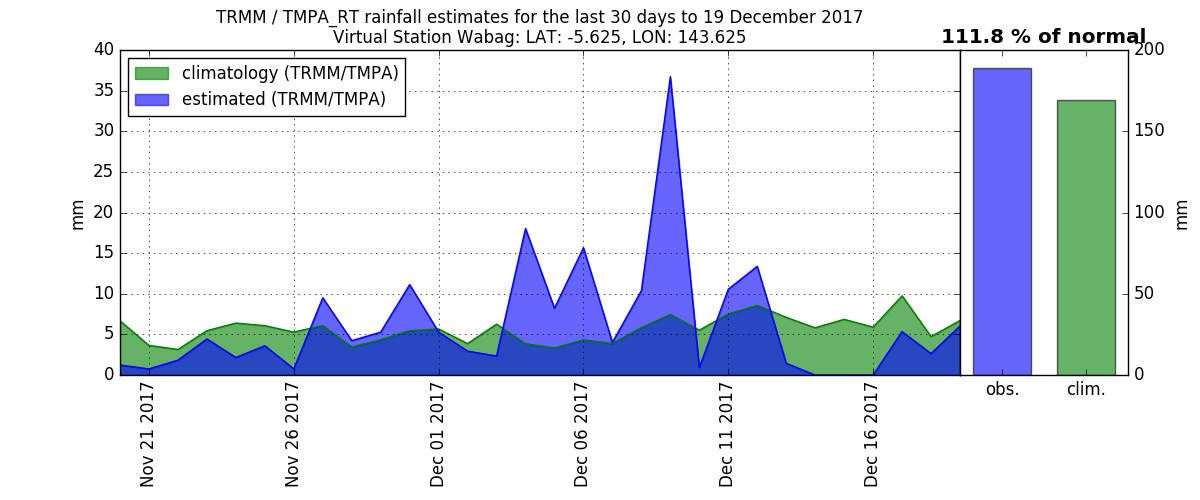 TRMM / TMPA_RT rainfall estimates for the last 30 days to 19 December 2017
Virtual Station Wabag: LAT: -5.625, LON: 143.625
111.8 % of normal
climatology (TRMM/TMPA)
estimated (TRMM/TMPA)
40
35
30
25
20
15
10
5
0
mm
Nov 21 2017
Nov 26 2017
Dec 01 2017
Dec 06 2017
Dec 11 2017
Dec 16 2017
200
150
100
50
0
mm
obs.
clim.